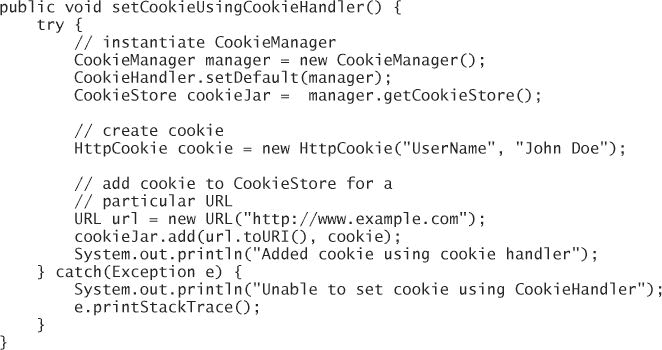 public void setCookieUsingCookieHandler() {
    try {
        // instantiate CookieManager
        CookieManager manager = new CookieManager();
        CookieHandler.setDefault(manager);
        CookieStore cookieJar =  manager.getCookieStore();

        // create cookie
        HttpCookie cookie = new HttpCookie("UserName", "John Doe");

        // add cookie to CookieStore for a
        // particular URL
        URL url = new URL("http://www.example.com");
        cookieJar.add(url.toURI(), cookie);
        System.out.println("Added cookie using cookie handler");
    } catch(Exception e) {
        System.out.println("Unable to set cookie using CookieHandler");
        e.printStackTrace();
    }
}